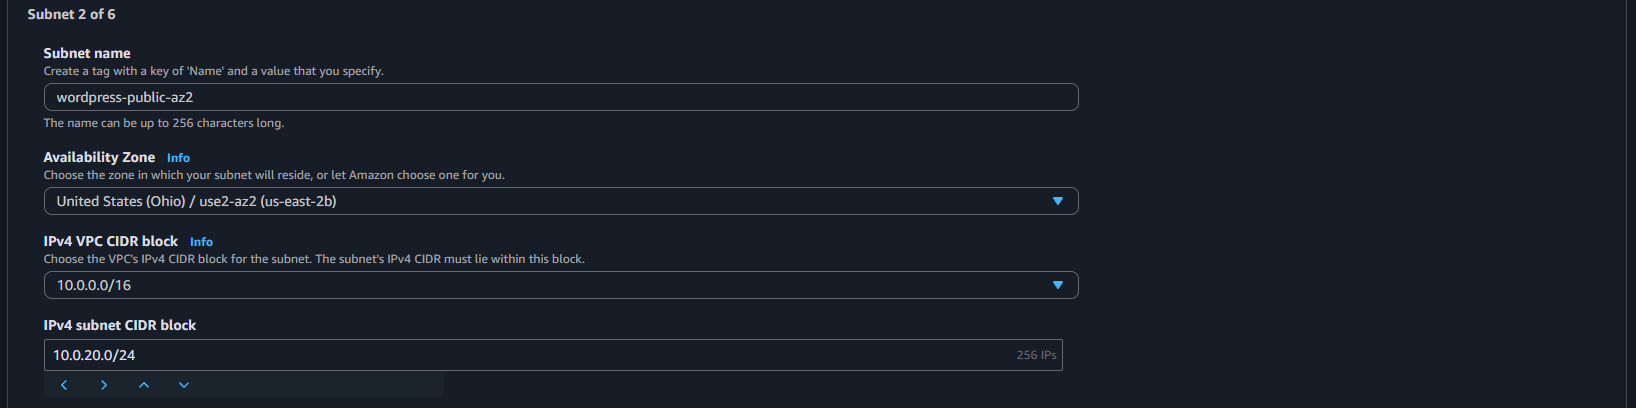 Subnet 2 of 6
Subnet name
Create a tag with a key of 'Name' and a value that you specify.
wordpress-public-az2
The name can be up to 256 characters long.
Availability Zone Info
Choose the zone in which your subnet will reside, or let Amazon choose one for you.
United States (Ohio) / use2-az2 (us-east-2b)
IPv4 VPC CIDR block Info
Choose the VPC's IPv4 CIDR block for the subnet. The subnet's IPv4 CIDR must lie within this block.
10.0.0.0/16
IPv4 subnet CIDR block
10.0.20.0/24 256 IPs